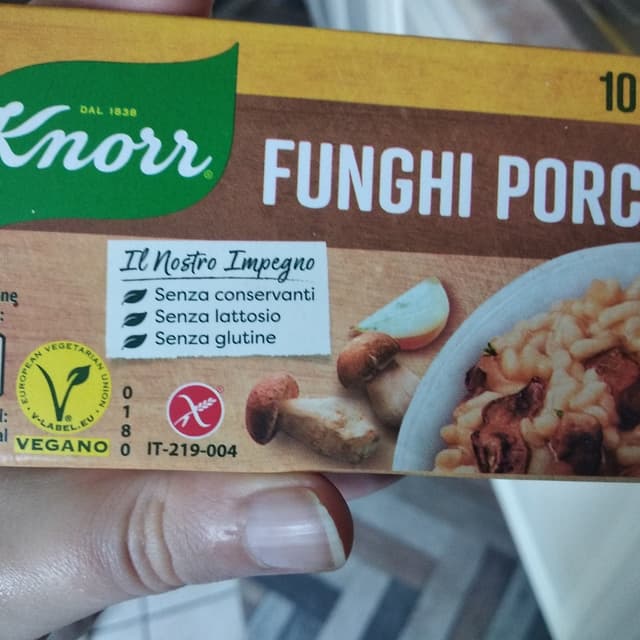 10
DAL 1838
Knorr®
FUNGHI PORC
Il Nostro Impegno
Senza conservanti
Senza lattosio
Senza glutine
EUROPEAN VEGETARIAN UNION
V-LABEL.EU
VEGANO
0
1
8
0
IT-219-004